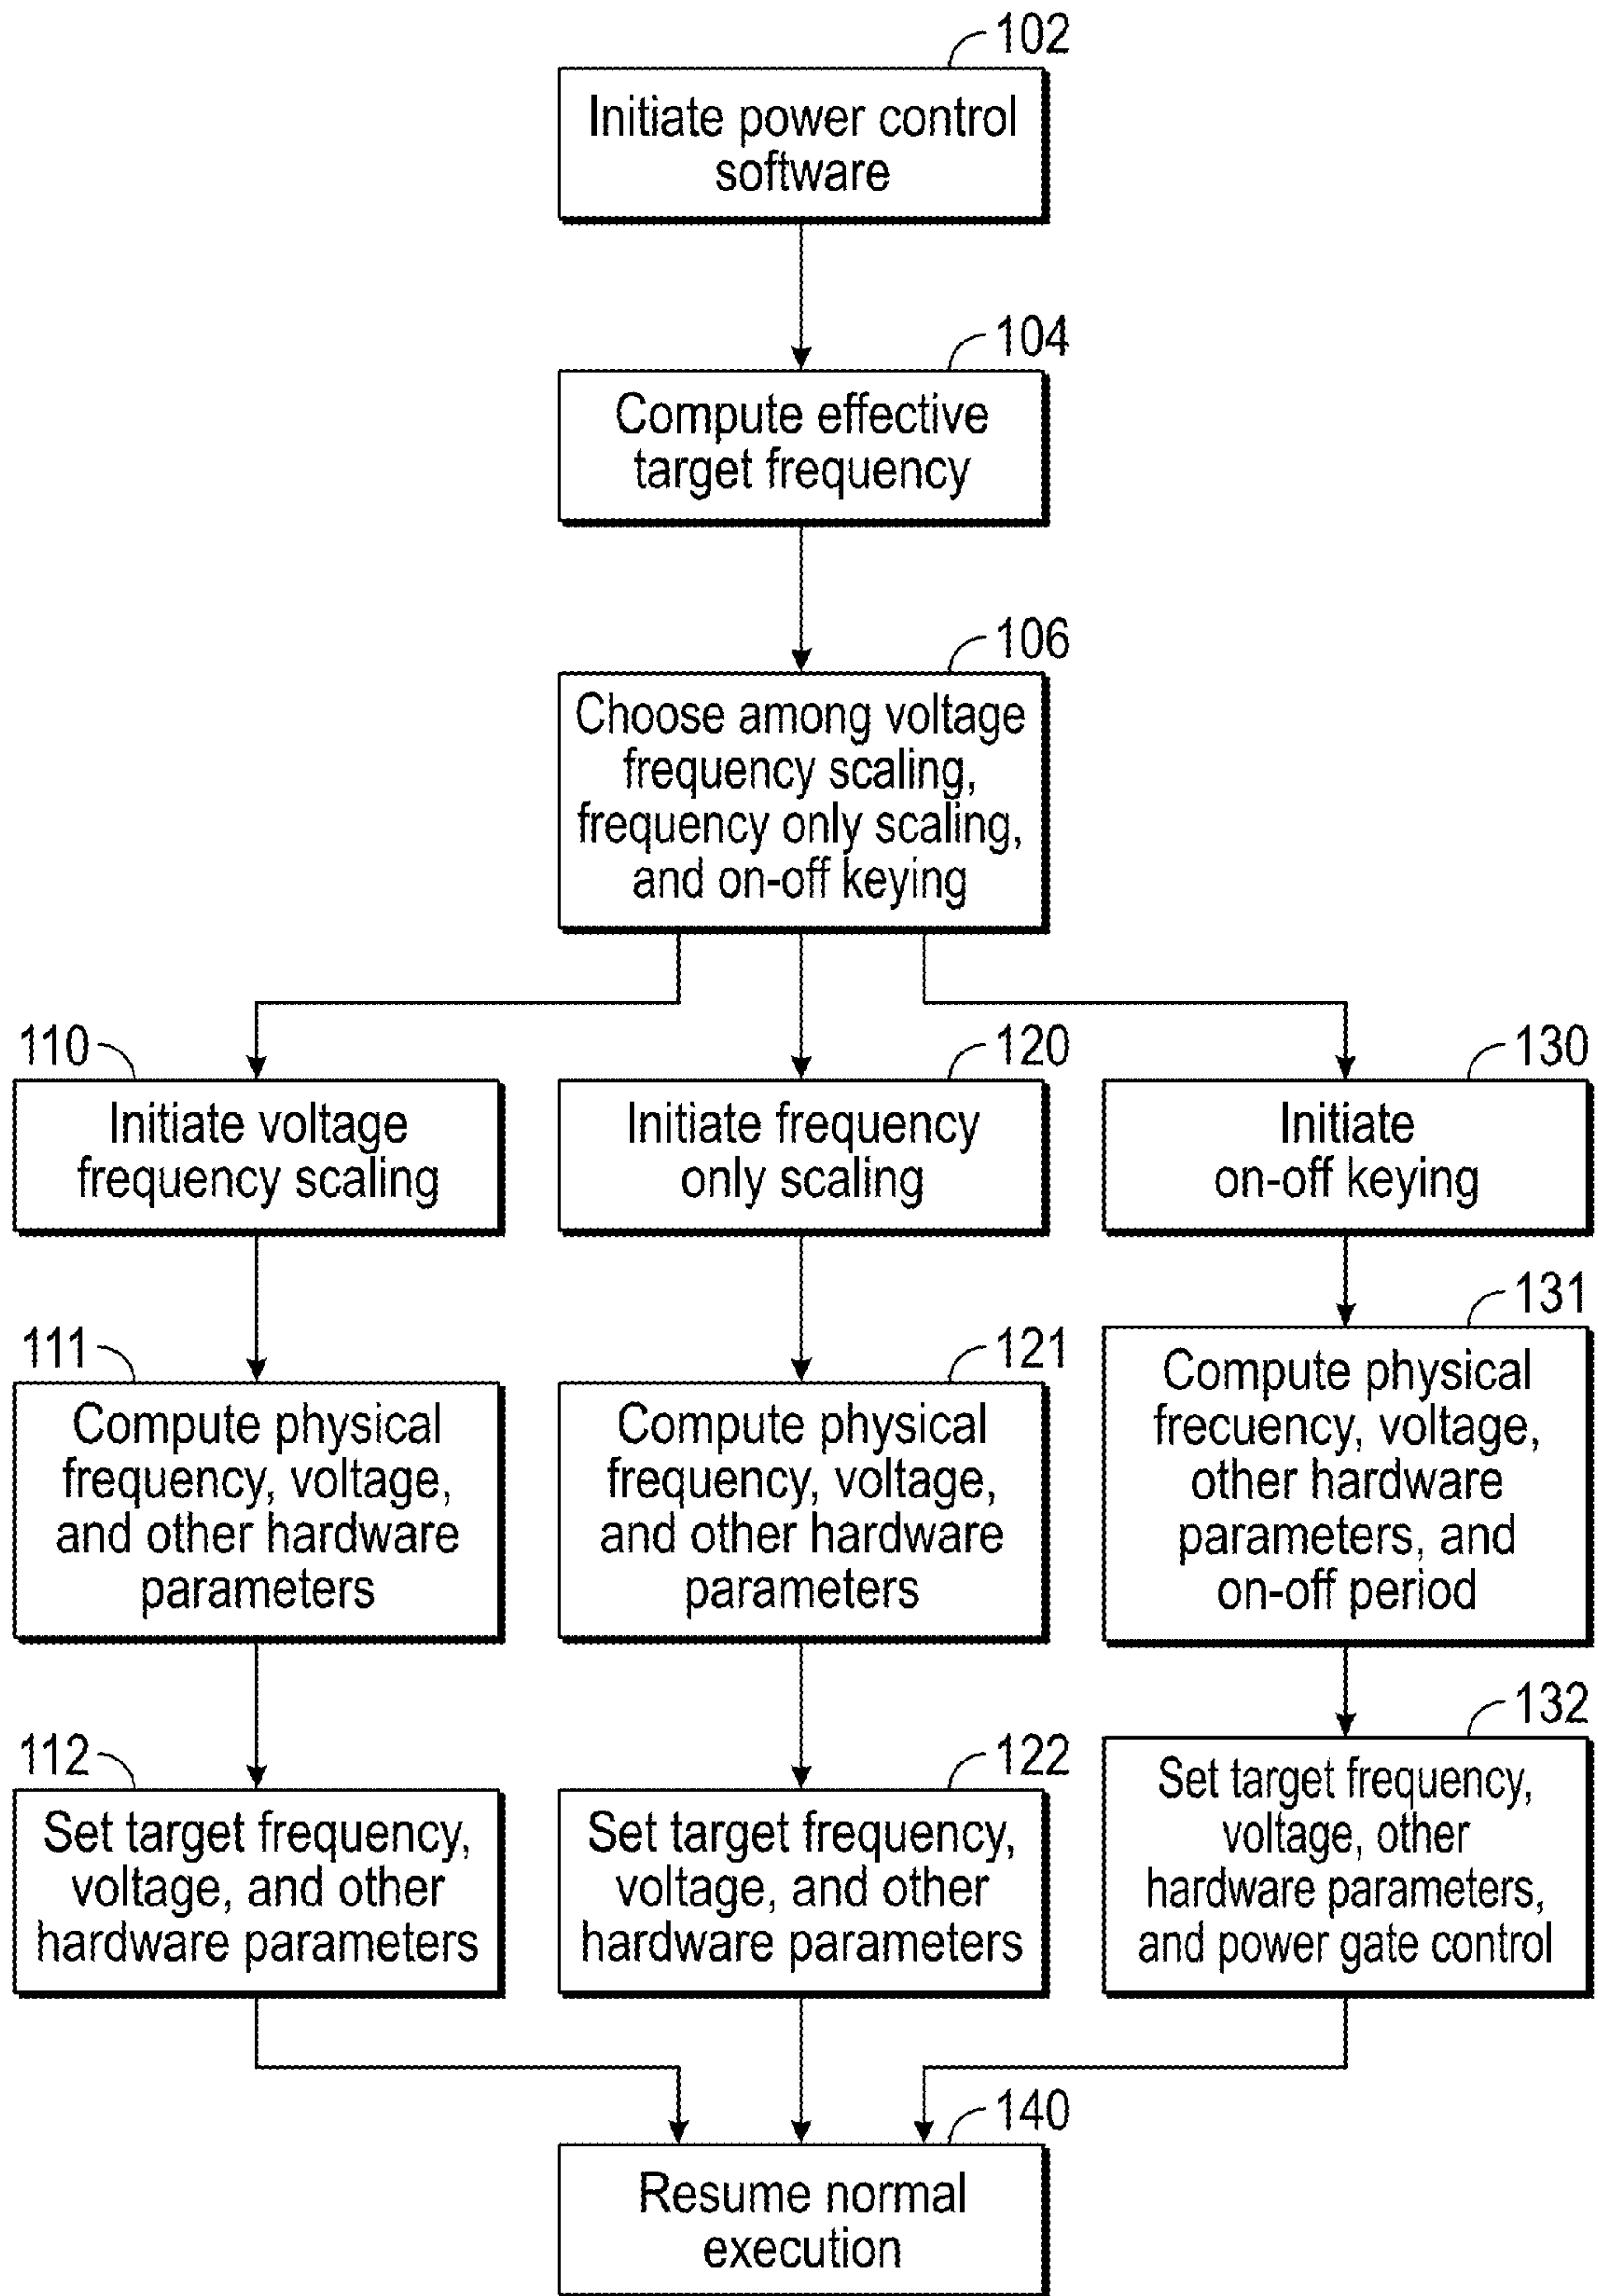 102
Initiate power control
software
104
Compute effective
target frequency
106
Choose among voltage
frequency scaling,
frequency only scaling,
and on-off keying
110
Initiate voltage
frequency scaling
120
Initiate frequency
only scaling
130
Initiate
on-off keying
111
Compute physical
frequency, voltage,
and other hardware
parameters
121
Compute physical
frequency, voltage,
and other hardware
parameters
131
Compute physical
frecuency, voltage,
other hardware
parameters, and
on-off period
112
Set target frequency,
voltage, and other
hardware parameters
122
Set target frequency,
voltage, and other
hardware parameters
132
Set target frequency,
voltage, other
hardware parameters,
and power gate control
140
Resume normal
execution